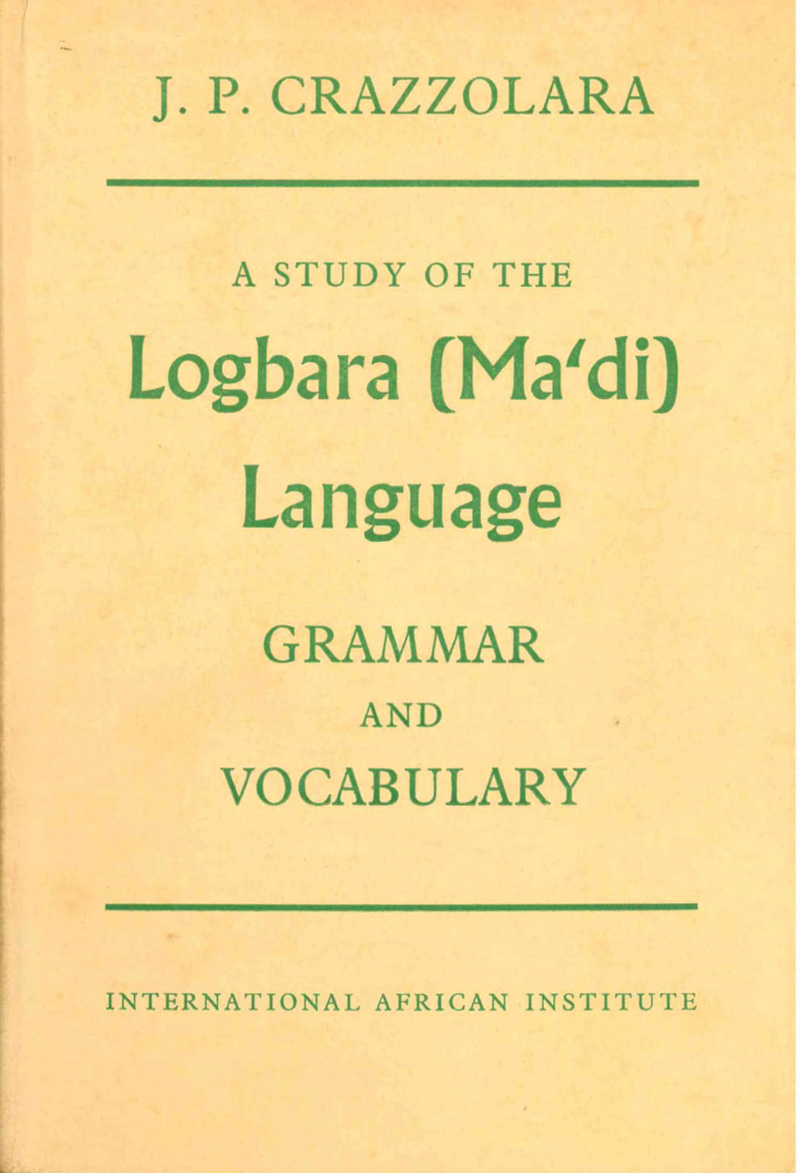 J. P. CRAZZOLARA
A STUDY OF THE
Logbara (Ma‘di)
Language
GRAMMAR
AND
VOCABULARY
INTERNATIONAL AFRICAN INSTITUTE